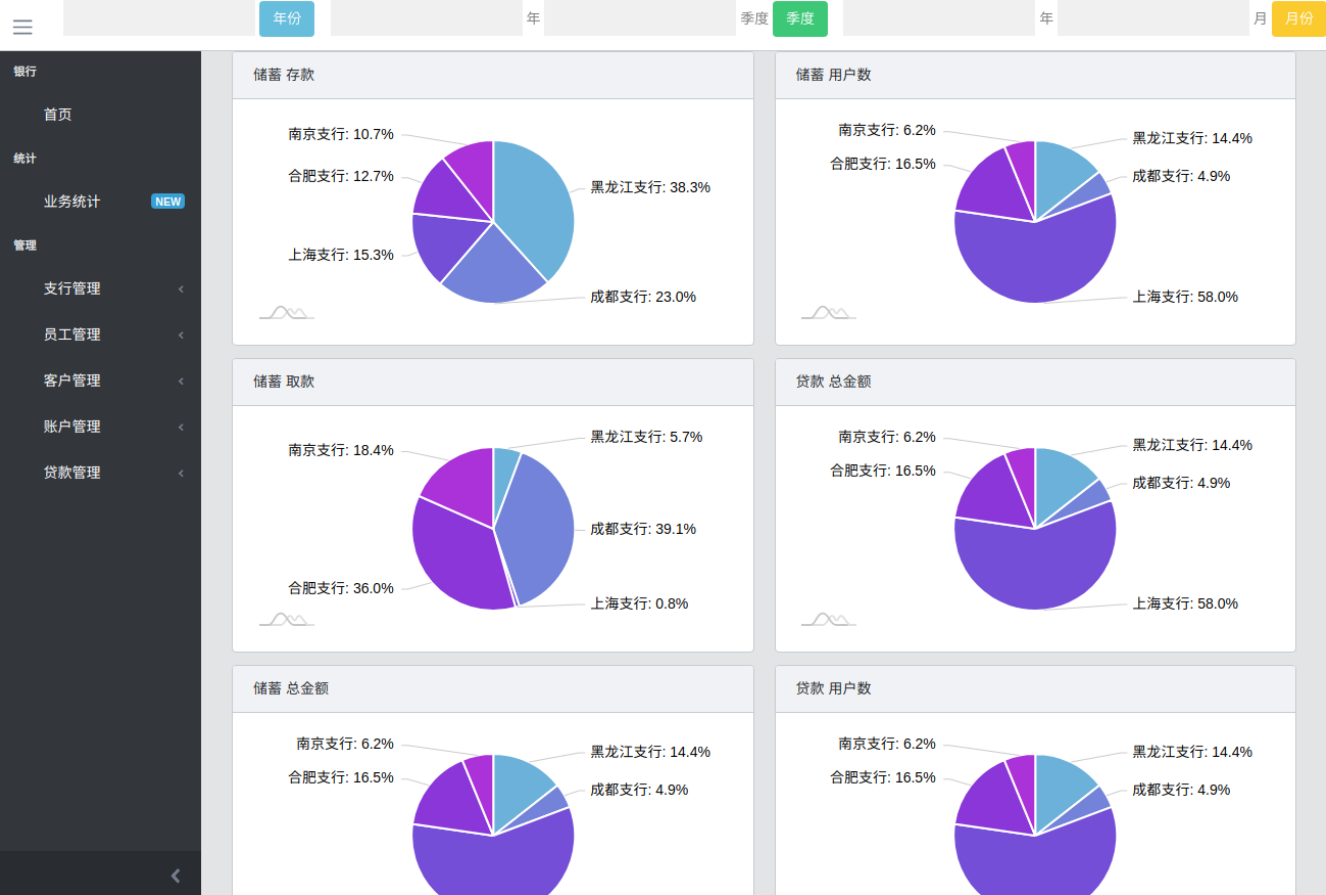 年份 年 季度 季度 年 月 月份
银行
首页
统计
业务统计 NEW
管理
支行管理
员工管理
客户管理
账户管理
贷款管理
储蓄 存款
南京支行: 10.7%
合肥支行: 12.7%
黑龙江支行: 38.3%
上海支行: 15.3%
成都支行: 23.0%
储蓄 用户数
南京支行: 6.2%
黑龙江支行: 14.4%
合肥支行: 16.5%
成都支行: 4.9%
上海支行: 58.0%
储蓄 取款
黑龙江支行: 5.7%
南京支行: 18.4%
成都支行: 39.1%
合肥支行: 36.0%
上海支行: 0.8%
贷款 总金额
南京支行: 6.2%
黑龙江支行: 14.4%
合肥支行: 16.5%
成都支行: 4.9%
上海支行: 58.0%
储蓄 总金额
南京支行: 6.2%
黑龙江支行: 14.4%
合肥支行: 16.5%
成都支行: 4.9%
贷款 用户数
南京支行: 6.2%
黑龙江支行: 14.4%
合肥支行: 16.5%
成都支行: 4.9%